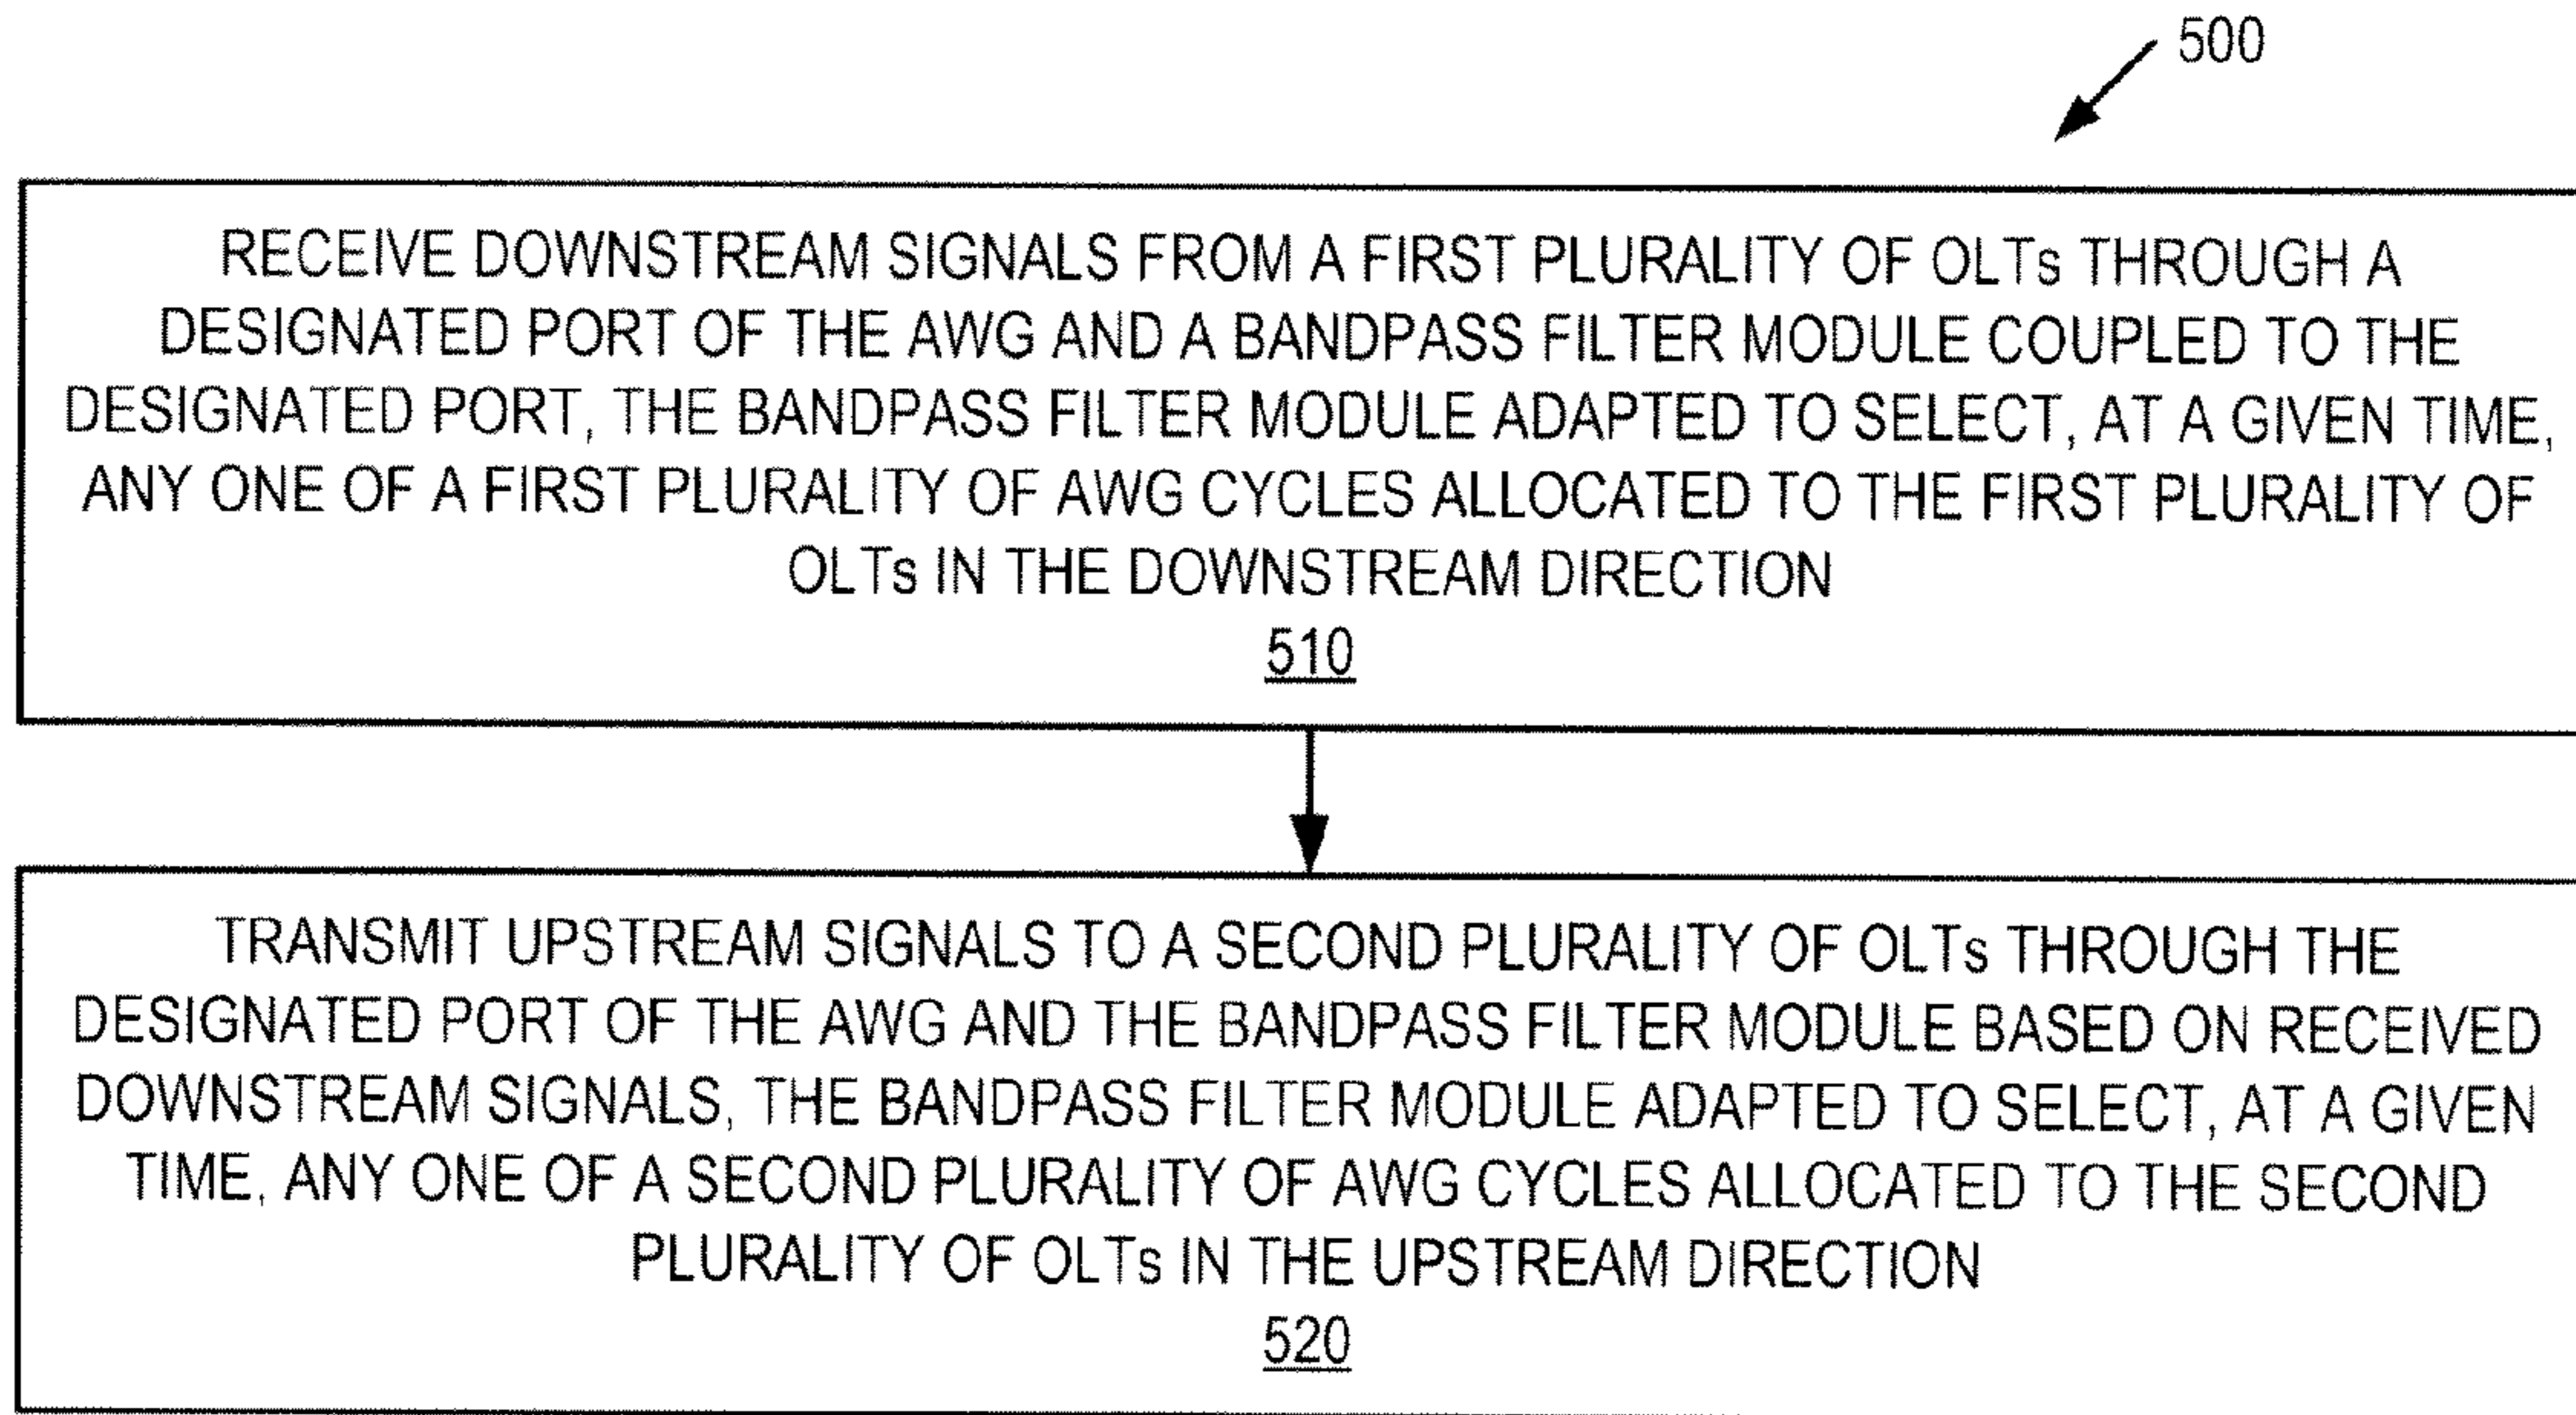 500
RECEIVE DOWNSTREAM SIGNALS FROM A FIRST PLURALITY OF OLTs THROUGH A
DESIGNATED PORT OF THE AWG AND A BANDPASS FILTER MODULE COUPLED TO THE
DESIGNATED PORT, THE BANDPASS FILTER MODULE ADAPTED TO SELECT, AT A GIVEN TIME,
ANY ONE OF A FIRST PLURALITY OF AWG CYCLES ALLOCATED TO THE FIRST PLURALITY OF
OLTs IN THE DOWNSTREAM DIRECTION
510
TRANSMIT UPSTREAM SIGNALS TO A SECOND PLURALITY OF OLTs THROUGH THE
DESIGNATED PORT OF THE AWG AND THE BANDPASS FILTER MODULE BASED ON RECEIVED
DOWNSTREAM SIGNALS, THE BANDPASS FILTER MODULE ADAPTED TO SELECT, AT A GIVEN
TIME, ANY ONE OF A SECOND PLURALITY OF AWG CYCLES ALLOCATED TO THE SECOND
PLURALITY OF OLTs IN THE UPSTREAM DIRECTION
520